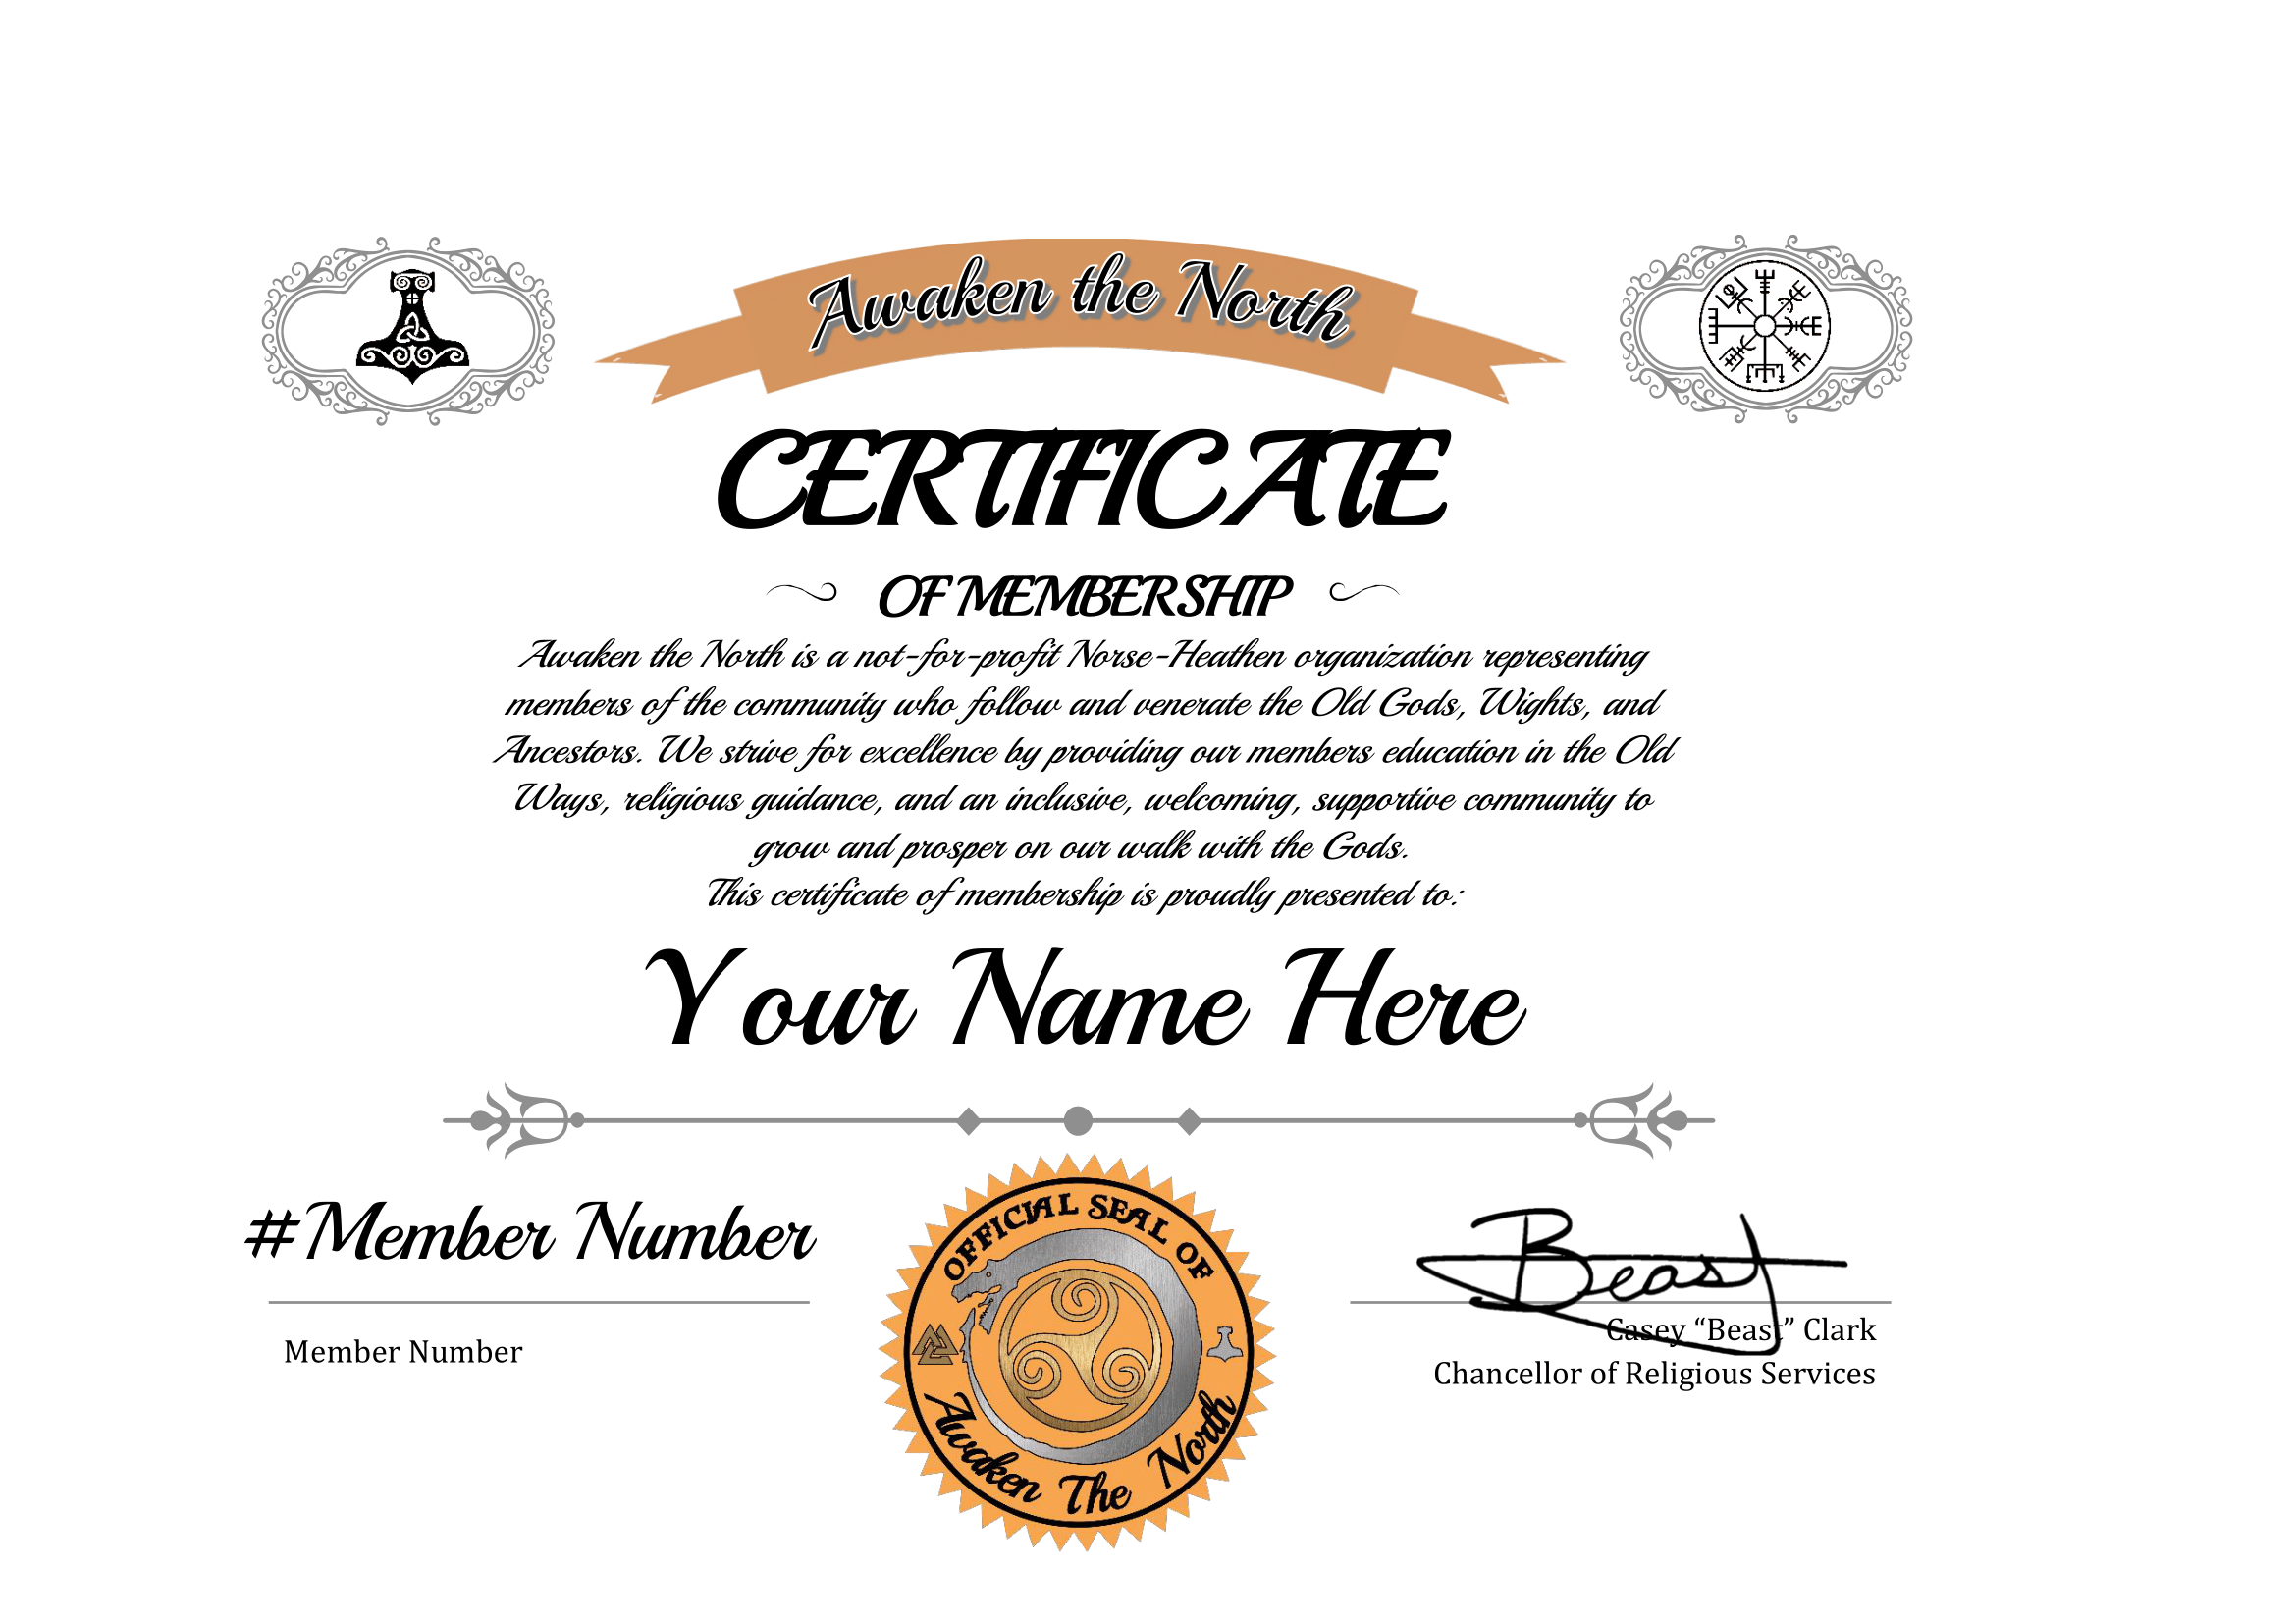 Awaken the North
CERTIFICATE
OF MEMBERSHIP
Awaken the North is a not-for-profit Norse-Heathen organization representing
members of the community who follow and venerate the Old Gods, Wights, and
Ancestors. We strive for excellence by providing our members education in the Old
Ways, religious guidance, and an inclusive, welcoming, supportive community to
grow and prosper on our walk with the Gods.
This certificate of membership is proudly presented to:
Your Name Here
#Member Number
Member Number
OFFICIAL SEAL OF
Awaken The North
Beast
Casey “Beast” Clark
Chancellor of Religious Services